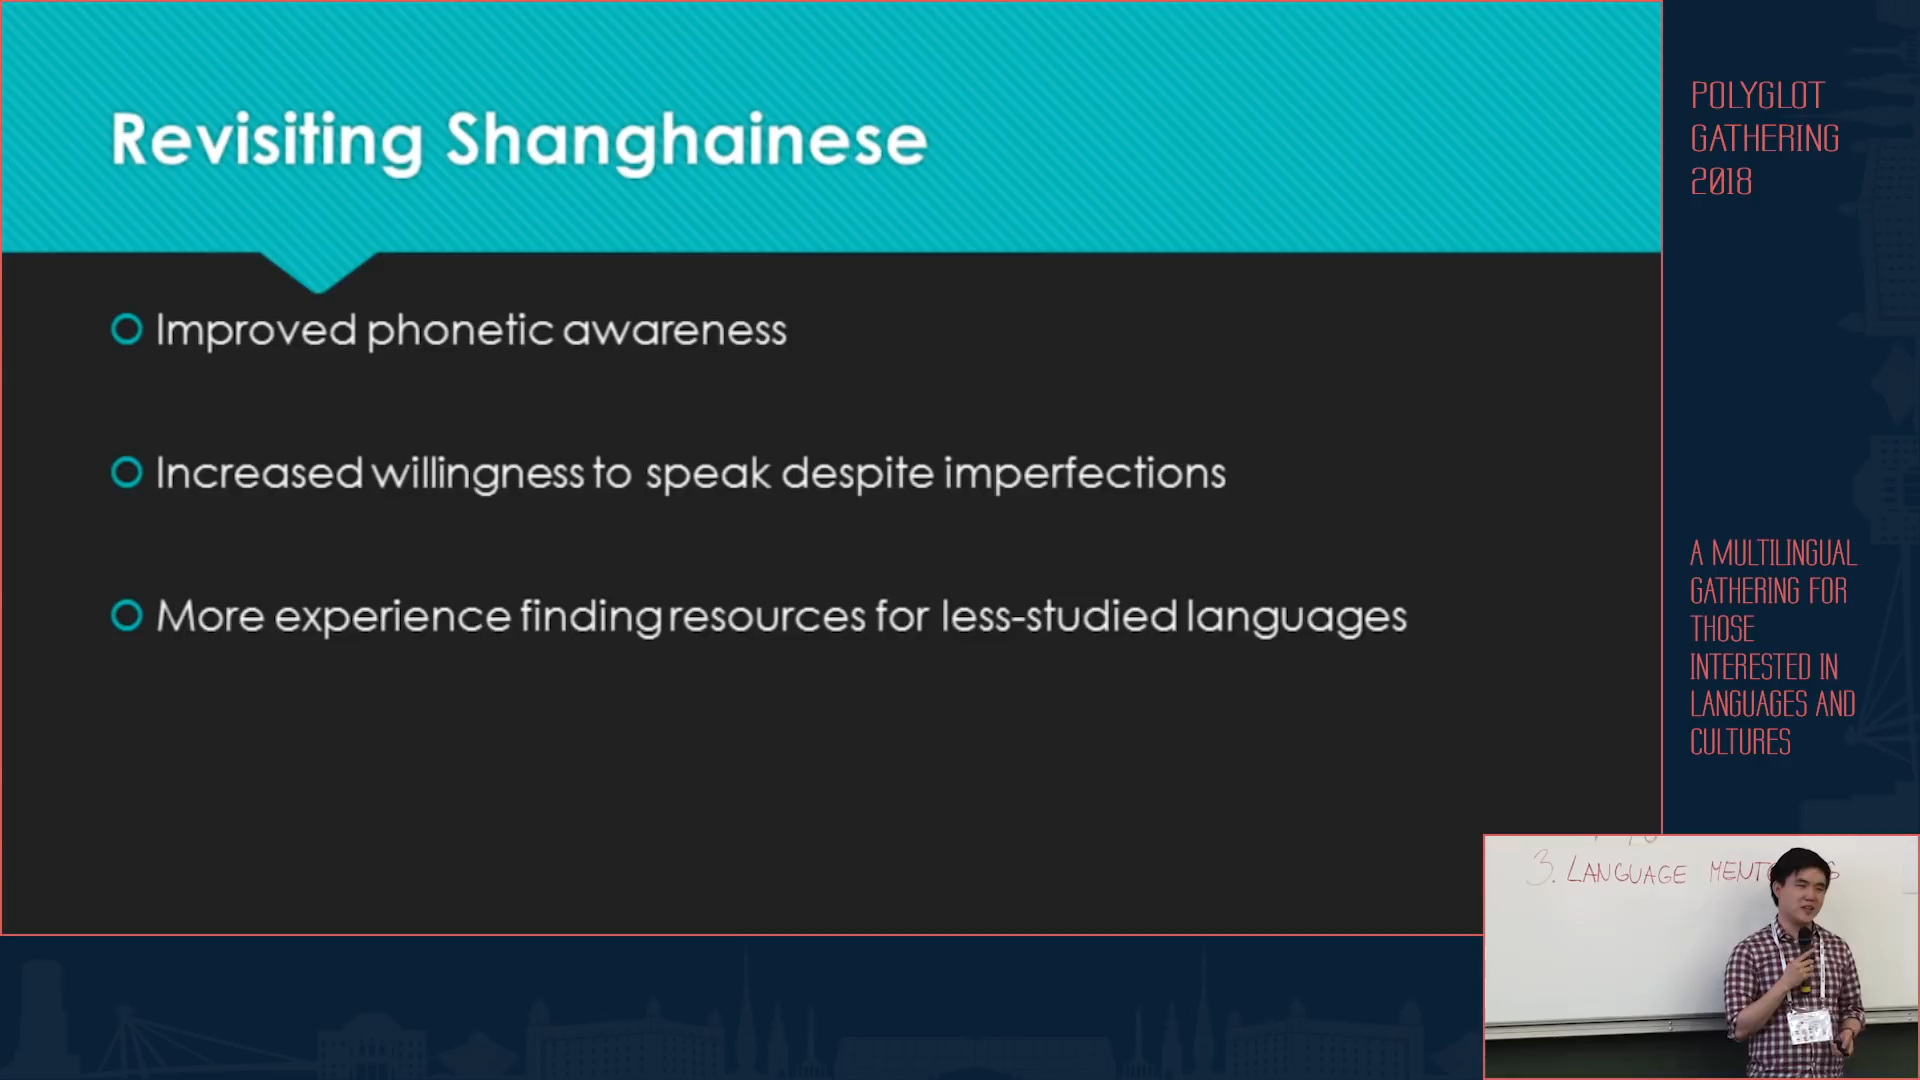 Revisiting Shanghainese
Improved phonetic awareness
Increased willingness to speak despite imperfections
More experience finding resources for less-studied languages
POLYGLOT
GATHERING
2018
A MULTILINGUAL
GATHERING FOR
THOSE
INTERESTED IN
LANGUAGES AND
CULTURES
3. LANGUAGE